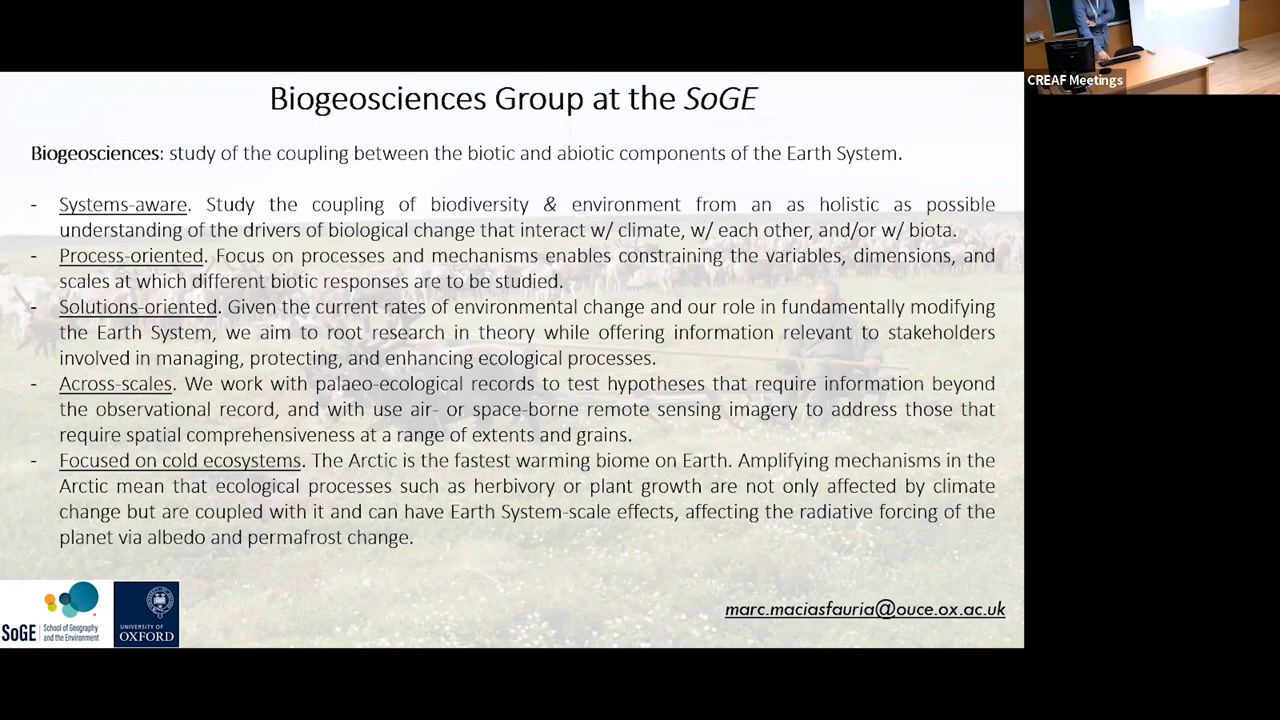 CREAF Meetings
Biogeosciences Group at the SoGE
Biogeosciences: study of the coupling between the biotic and abiotic components of the Earth System.
- Systems-aware. Study the coupling of biodiversity & environment from an as holistic as possible
understanding of the drivers of biological change that interact w/ climate, w/ each other, and/or w/ biota.
- Process-oriented. Focus on processes and mechanisms enables constraining the variables, dimensions, and
scales at which different biotic responses are to be studied.
- Solutions-oriented. Given the current rates of environmental change and our role in fundamentally modifying
the Earth System, we aim to root research in theory while offering information relevant to stakeholders
involved in managing, protecting, and enhancing ecological processes.
- Across-scales. We work with palaeo-ecological records to test hypotheses that require information beyond
the observational record, and with use air- or space-borne remote sensing imagery to address those that
require spatial comprehensiveness at a range of extents and grains.
- Focused on cold ecosystems. The Arctic is the fastest warming biome on Earth. Amplifying mechanisms in the
Arctic mean that ecological processes such as herbivory or plant growth are not only affected by climate
change but are coupled with it and can have Earth System-scale effects, affecting the radiative forcing of the
planet via albedo and permafrost change.
SoGE School of Geography
and the Environment
UNIVERSITY OF
OXFORD
marc.maciasfauria@ouce.ox.ac.uk